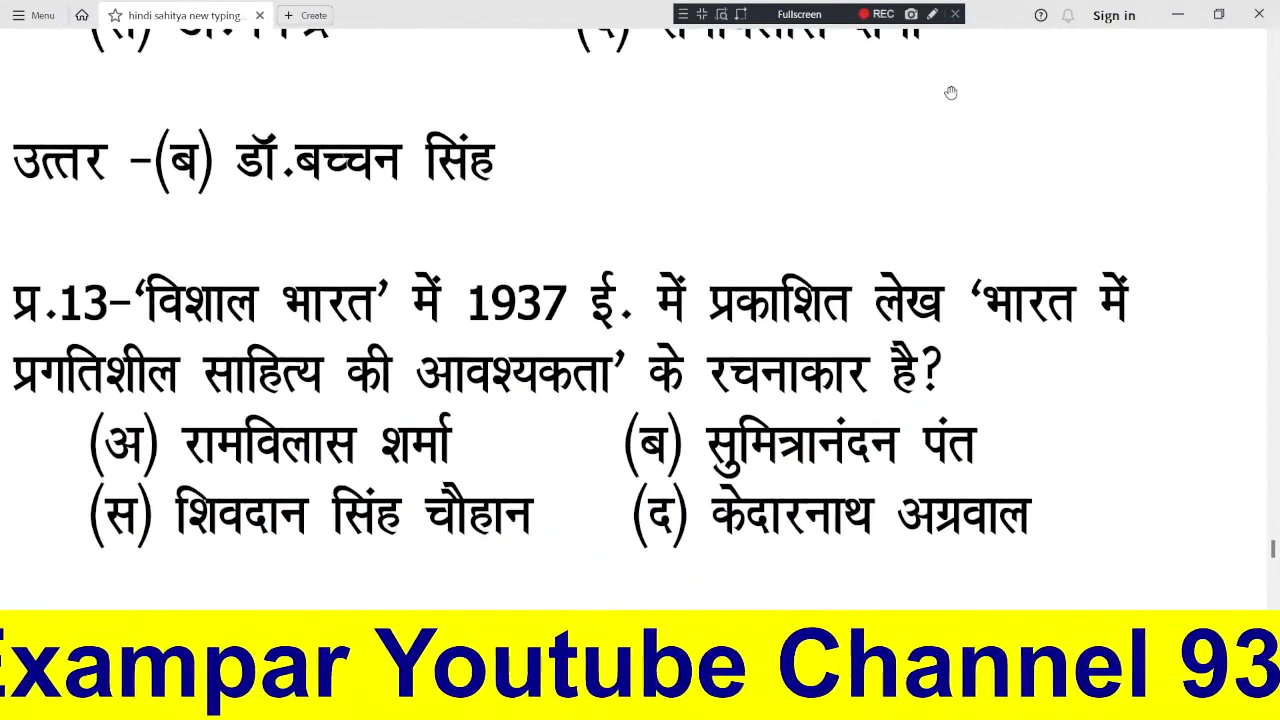 Menu
hindi sahitya new typing...
Create
Fullscreen
REC
Sign in
उत्तर -(ब) डॉ.बच्चन सिंह
प्र.13-‘विशाल भारत’ में 1937 ई. में प्रकाशित लेख ‘भारत में
प्रगतिशील साहित्य की आवश्यकता’ के रचनाकार है?
(अ) रामविलास शर्मा (ब) सुमित्रानंदन पंत
(स) शिवदान सिंह चौहान (द) केदारनाथ अग्रवाल
Exampar Youtube Channel 93